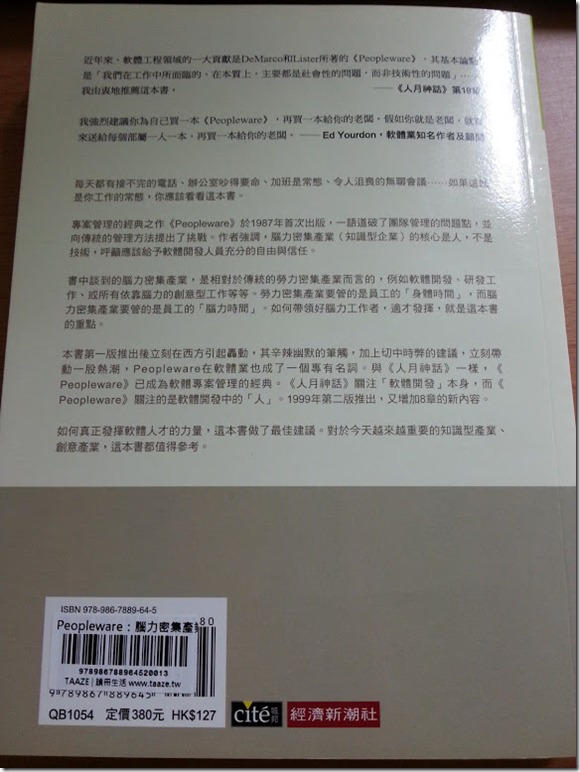 近年來、軟體工程領域的一大貢獻是DeMarco和Lister所著的《Peopleware》，其基本論點
是「我們在工作中所面臨的，在本質上，主要都是社會性的問題，而非技術性的問題」……
我由衷地推薦這本書。 ——《人月神話》第19
我強烈建議你為自己買一本《Peopleware》，再買一本給你的老闆。假如你就是老闆，就
來送給每個部屬一人一本，再買一本給你的老闆。 —— Ed Yourdon，軟體業知名作者及顧問
每天都有接不完的電話、辦公室吵得要命、加班是常態、令人沮喪的無聊會議……如果這
是你工作的常態，你應該看看這本書。
專案管理的經典之作《Peopleware》於1987年首次出版，一語道破了團隊管理的問題點，並
向傳統的管理方法提出了挑戰。作者強調，腦力密集產業（知識型企業）的核心是人，不是
技術，呼籲應該給予軟體開發人員充分的自由與信任。
書中談到的腦力密集產業，是相對於傳統的勞力密集產業而言的，例如軟體開發、研發工
作、或所有依靠腦力的創意型工作等等。勞力密集產業要管的是員工的「身體時間」，而腦
力密集產業要管的是員工的「腦力時間」。如何帶領好腦力工作者，適才發揮，就是這本書
的重點。
本書第一版推出後立刻在西方引起轟動，其辛辣幽默的筆觸，加上切中時弊的建議，立刻帶
動一股熱潮，Peopleware在軟體業也成了一個專有名詞。與《人月神話》一樣，《
Peopleware》已成為軟體專案管理的經典。《人月神話》關注「軟體開發」本身，而《
Peopleware》關注的是軟體開發中的「人」。1999年第二版推出，又增加8章的新內容。
如何真正發揮軟體人才的力量，這本書做了最佳建議。對於今天越來越重要的知識型產業、
創意產業，這本書都值得參考。
ISBN 978-986-7889-64-5
Peopleware：腦力密集產業
80
978986788964520013
TAAZE｜讀冊生活 www.taaze.tw
9789867889645
QB1054 定價380元 HK$127
cité 城邦 經濟新潮社